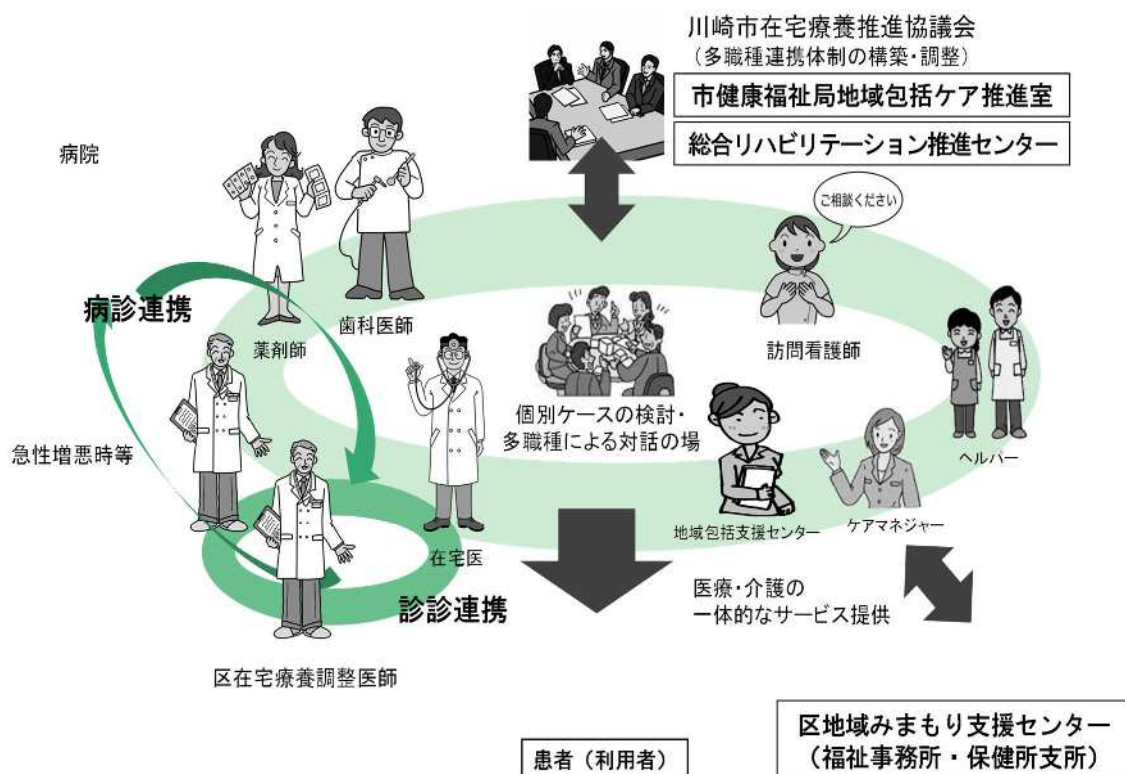 川崎市在宅療養推進協議会
（多職種連携体制の構築・調整）
市健康福祉局地域包括ケア推進室
総合リハビリテーション推進センター
病院
ご相談ください
病診連携
薬剤師
歯科医師
訪問看護師
急性増悪時等
個別ケースの検討・
多職種による対話の場
ヘルパー
在宅医
地域包括支援センター
ケアマネジャー
診診連携
医療・介護の
一体的なサービス提供
区在宅療養調整医師
患者（利用者）
区地域みまもり支援センター
（福祉事務所・保健所支所）